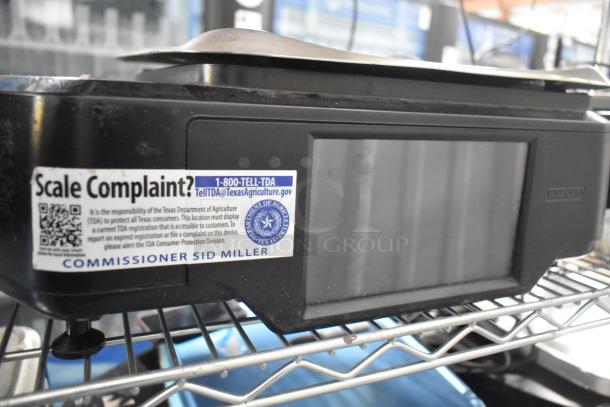 Scale Complaint?
1-800-TELL-TDA
TellTDA@TexasAgriculture.gov
It is the responsibility of the Texas Department of Agriculture
(TDA) to protect all Texas consumers. This location must display
a current TDA registration that is accessible to customers. To
report an expired registration or file a complaint on this device,
please alert the TDA Consumer Protection Division.
COMMISSIONER SID MILLER
AUCTION GROUP